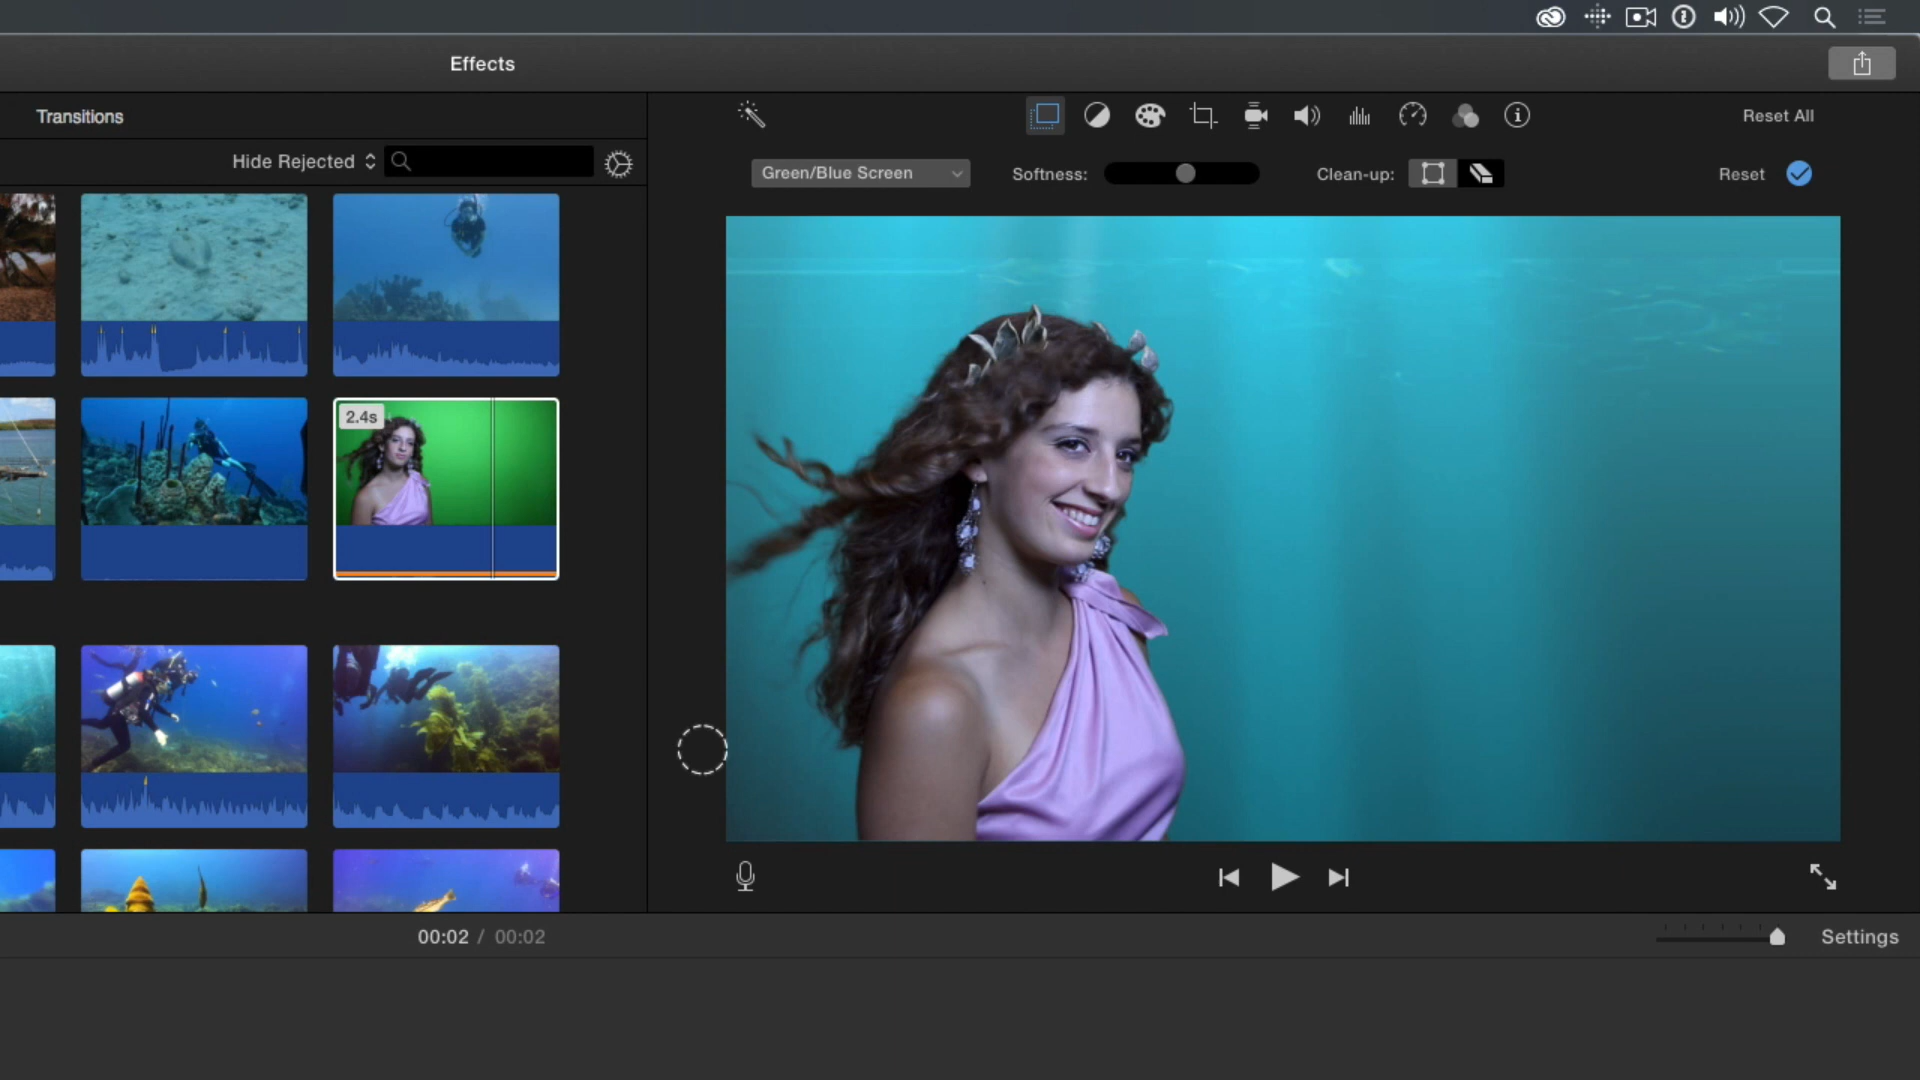 Effects
Transitions
Reset All
Hide Rejected
Green/Blue Screen
Softness:
Clean-up:
Reset
2.4s
00:02 / 00:02
Settings